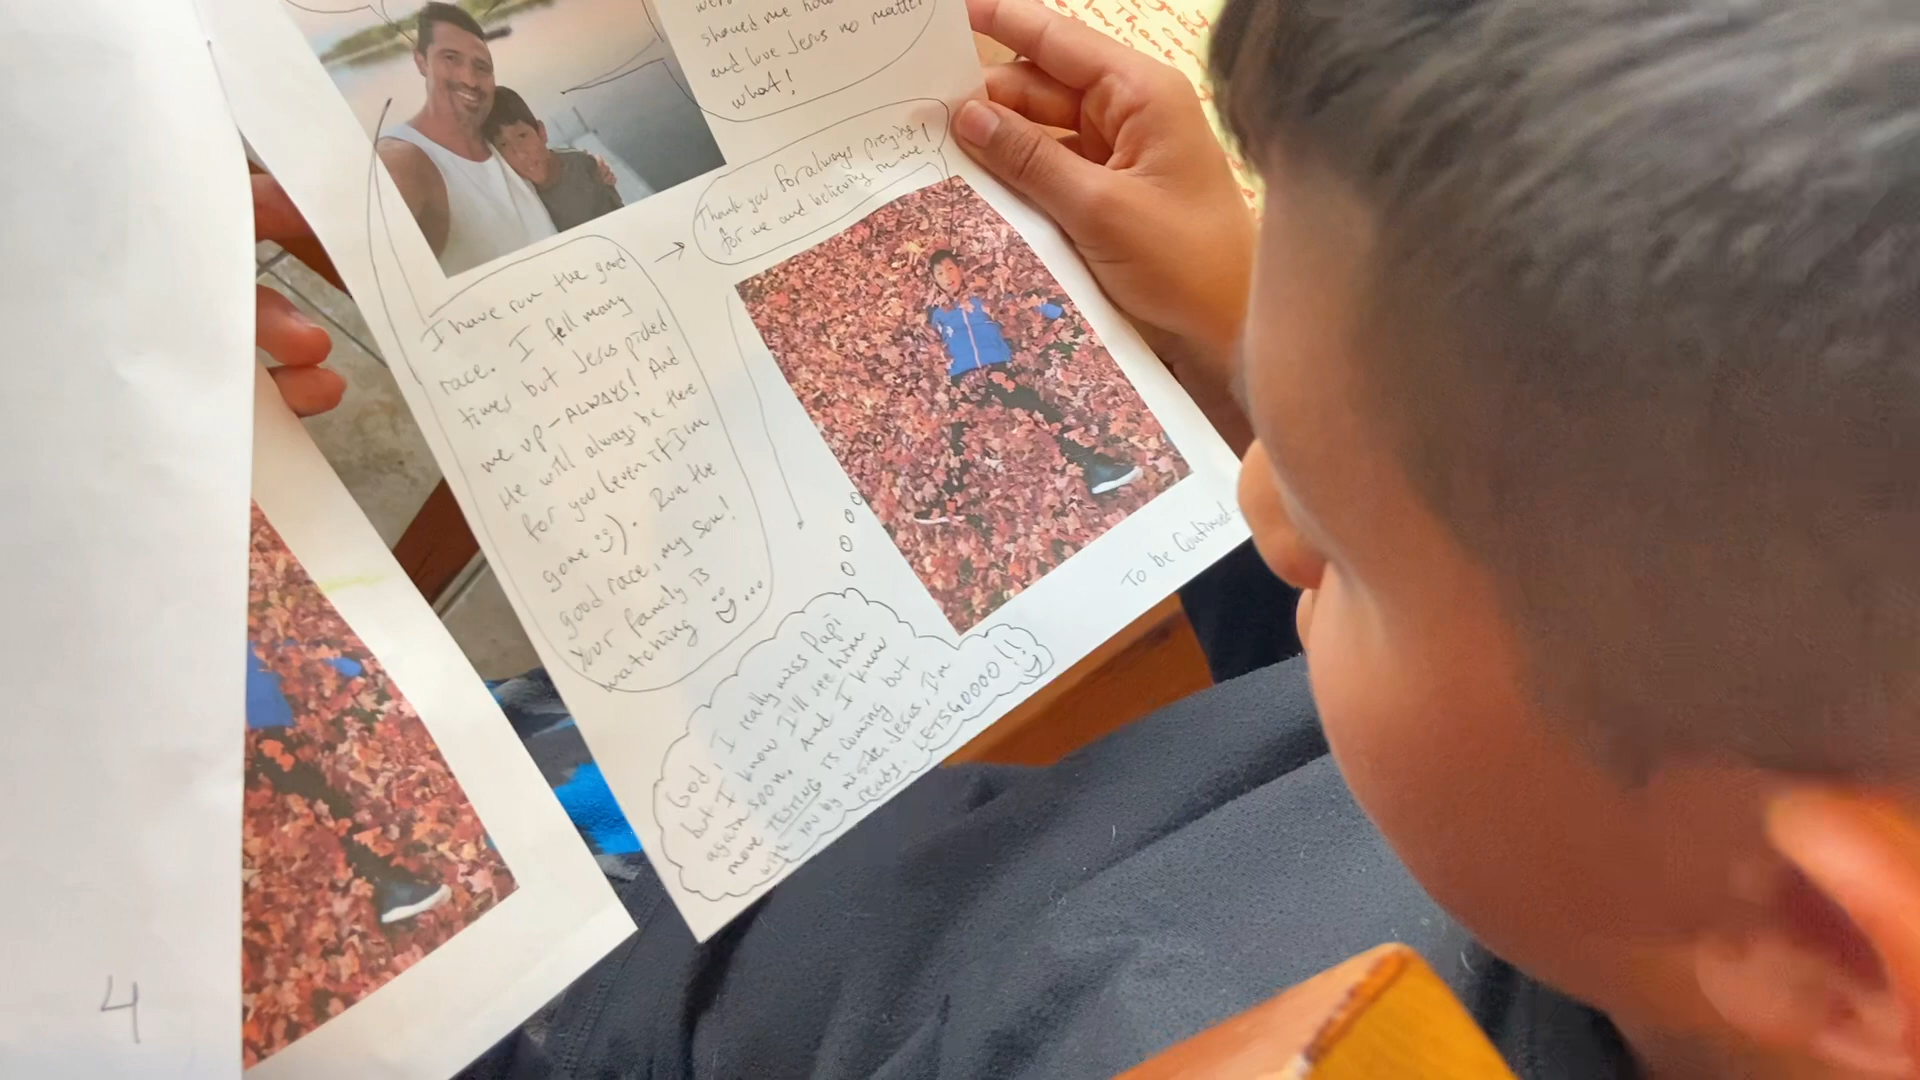 showed me how
and love Jesus no matter
what!
Thank you for always praying
for me and believing in me!
I have run the good
race. I fell many
times but Jesus picked
me up - ALWAYS! And
He will always be there
for you (even if I'm
gone :)). Run the
good race, my son!
Your family is
watching :) ...
God, I really miss Papi
but I know I'll see him
again soon. And I know
more TESTING is coming but
with you by my side, Jesus, I'm
ready. LETSGOOOO!!
To be Continued...
4